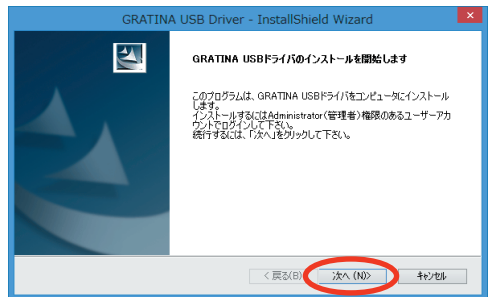 GRATINA USB Driver - InstallShield Wizard
GRATINA USBドライバのインストールを開始します
このプログラムは、GRATINA USBドライバをコンピュータにインストール
します。
インストールするにはAdministrator(管理者)権限のあるユーザーアカ
ウントでログインして下さい。
続行するには、「次へ」をクリックして下さい。
< 戻る(B)
次へ (N)>
キャンセル